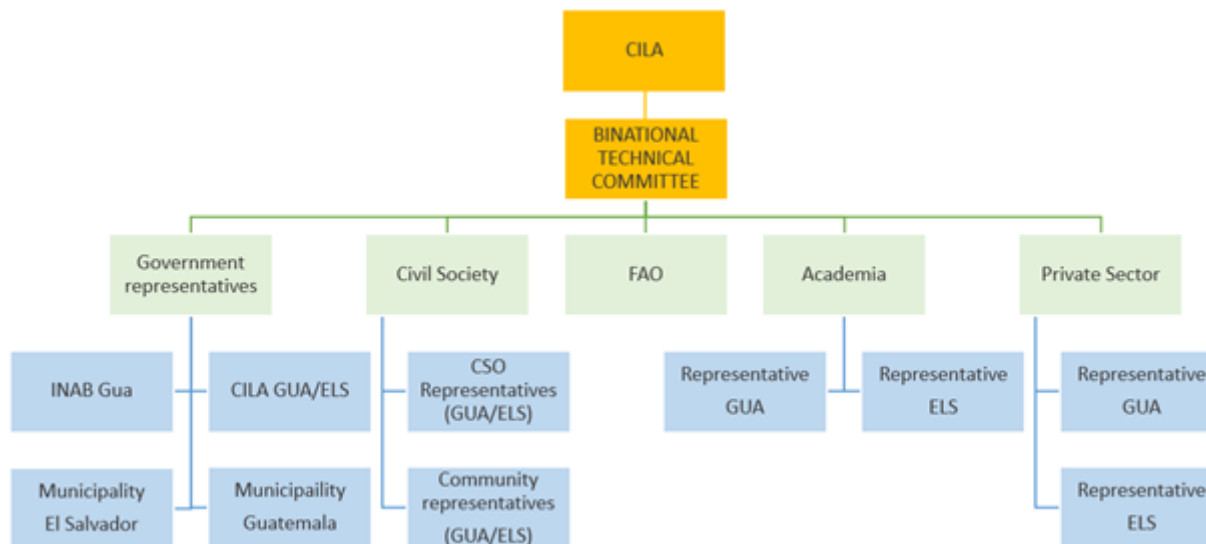 CILA
BINATIONAL
TECHNICAL
COMMITTEE
Government
representatives
Civil Society
FAO
Academia
Private Sector
INAB Gua
CILA GUA/ELS
CSO
Representatives
(GUA/ELS)
Representative
GUA
Representative
ELS
Representative
GUA
Municipality
El Salvador
Municipaility
Guatemala
Community
representatives
(GUA/ELS)
Representative
ELS